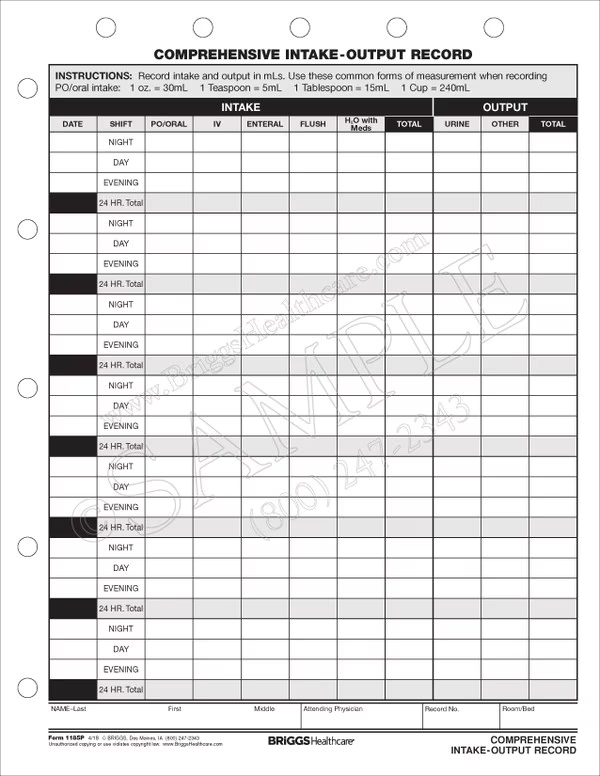 COMPREHENSIVE INTAKE-OUTPUT RECORD
INSTRUCTIONS: Record intake and output in mLs. Use these common forms of measurement when recording
PO/oral intake: 1 oz. = 30mL 1 Teaspoon = 5mL 1 Tablespoon = 15mL 1 Cup = 240mL
INTAKE OUTPUT
DATE SHIFT PO/ORAL IV ENTERAL FLUSH H₂O with Meds TOTAL URINE OTHER TOTAL
NIGHT
DAY
EVENING
24 HR. Total
NIGHT
DAY
EVENING
24 HR. Total
NIGHT
DAY
EVENING
24 HR. Total
NIGHT
DAY
EVENING
24 HR. Total
NIGHT
DAY
EVENING
24 HR. Total
NIGHT
DAY
EVENING
24 HR. Total
NIGHT
DAY
EVENING
24 HR. Total
www.BriggsHealthcare.com
©SAMPLE
(800) 247-2343
NAME–Last First Middle Attending Physician Record No. Room/Bed
Form 1185P 4/16 © BRIGGS, Des Moines, IA (800) 247-2343
Unauthorized copying or use violates copyright law. www.BriggsHealthcare.com
BRIGGSHealthcare®
COMPREHENSIVE
INTAKE-OUTPUT RECORD